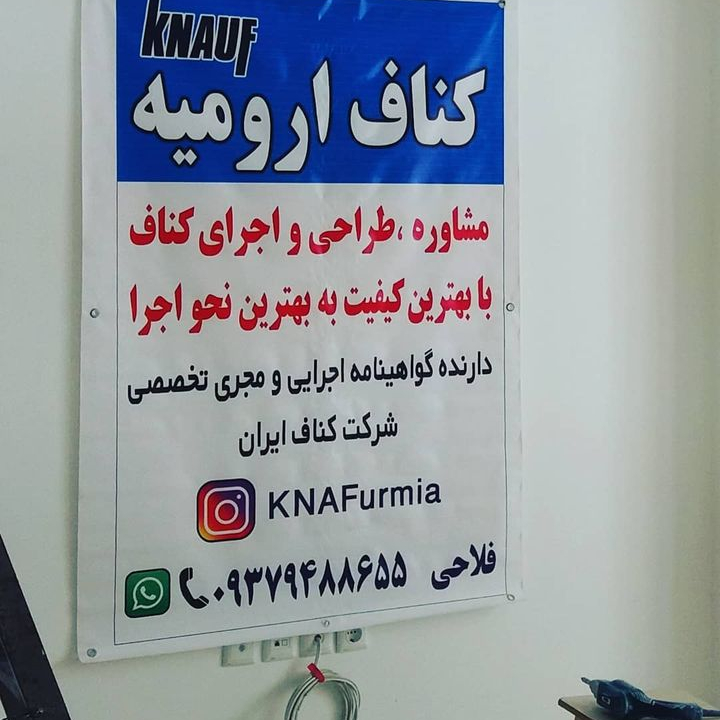 KNAUF
کناف ارومیه
مشاوره ،طراحی و اجرای کناف
با بهترین کیفیت به بهترین نحو اجرا
دارنده گواهینامه اجرایی و مجری تخصصی
شرکت کناف ایران
KNAFurmia
فلاحی ۰۹۳۷۹۴۸۸۶۵۵